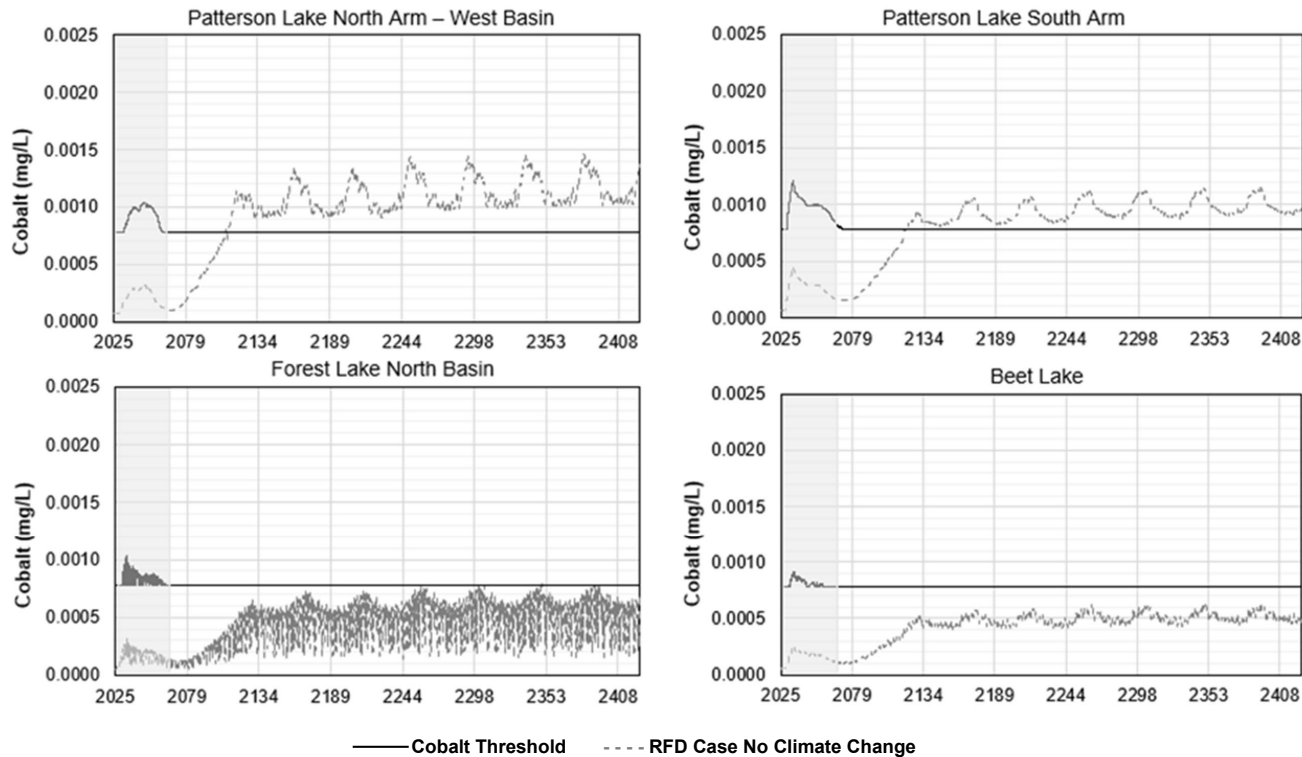 Patterson Lake North Arm – West Basin
Cobalt (mg/L)
0.0025
0.0020
0.0015
0.0010
0.0005
0.0000
2025 2079 2134 2189 2244 2298 2353 2408
Patterson Lake South Arm
Cobalt (mg/L)
0.0025
0.0020
0.0015
0.0010
0.0005
0.0000
2025 2079 2134 2189 2244 2298 2353 2408
Forest Lake North Basin
Cobalt (mg/L)
0.0025
0.0020
0.0015
0.0010
0.0005
0.0000
2025 2079 2134 2189 2244 2298 2353 2408
Beet Lake
Cobalt (mg/L)
0.0025
0.0020
0.0015
0.0010
0.0005
0.0000
2025 2079 2134 2189 2244 2298 2353 2408
Cobalt Threshold RFD Case No Climate Change